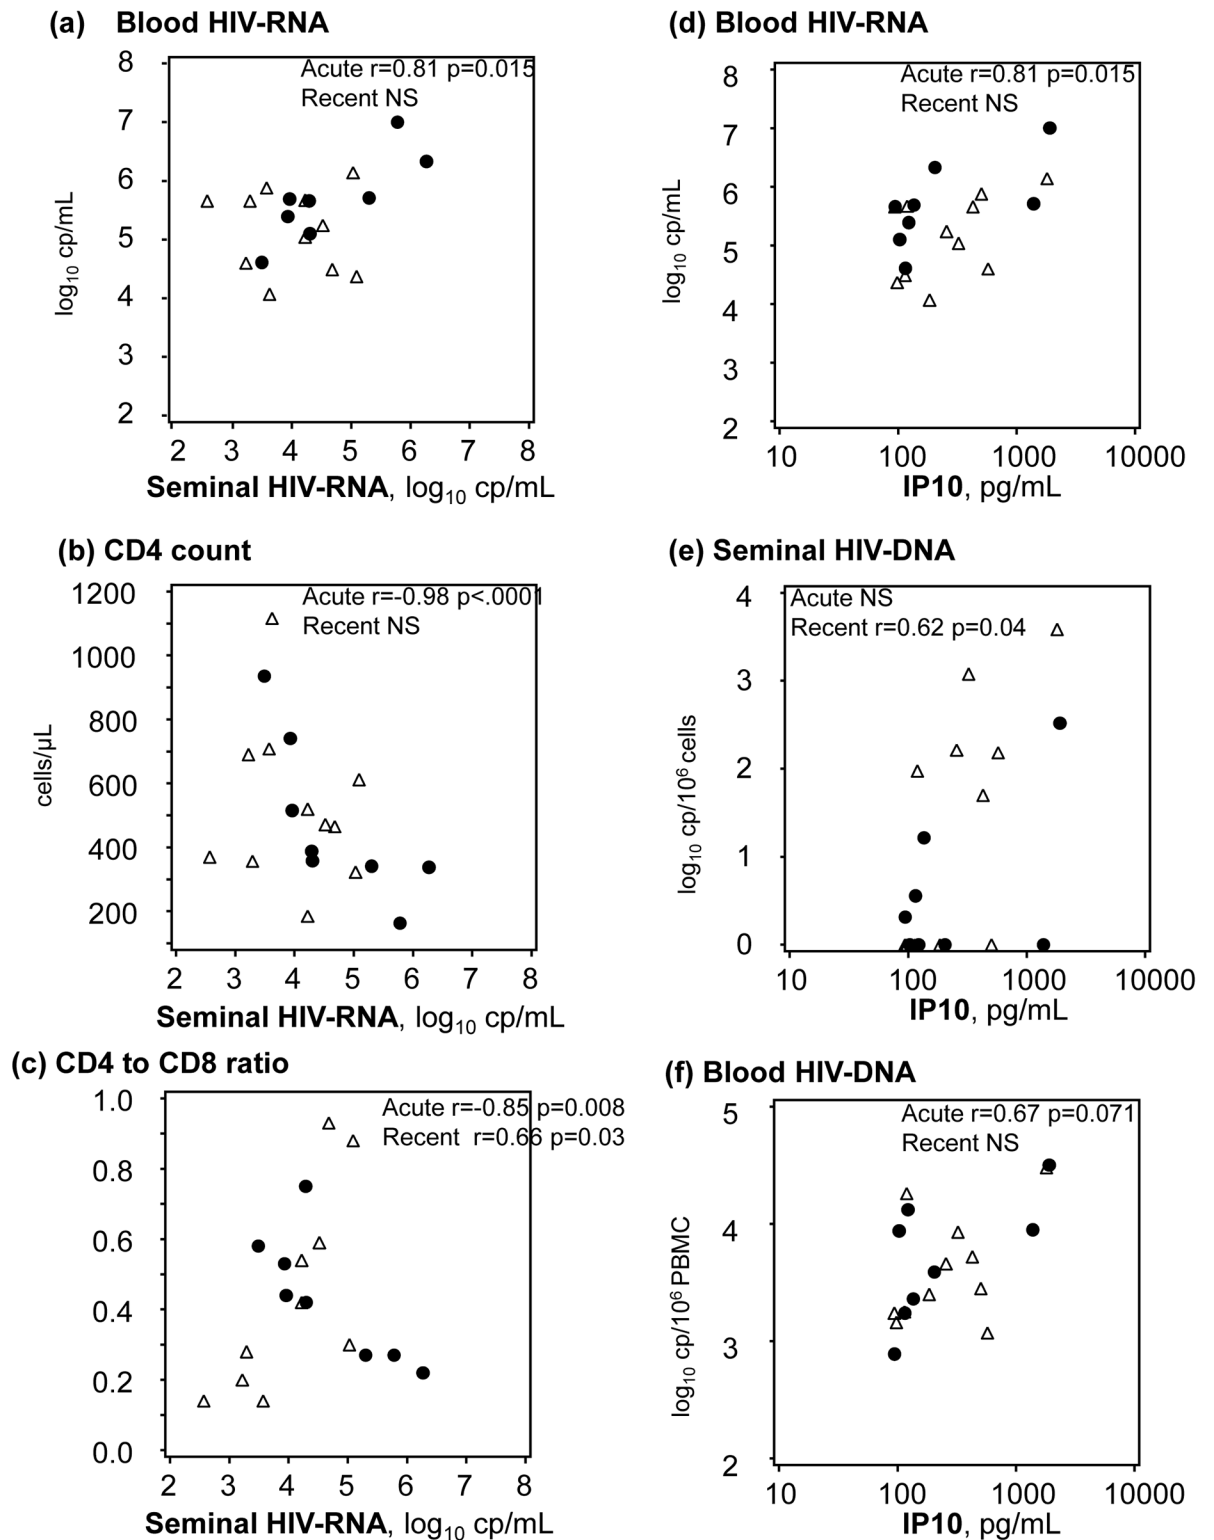 (a) Blood HIV-RNA
Acute r=0.81 p=0.015
Recent NS
log10 cp/mL
8
7
6
5
4
3
2
2 3 4 5 6 7 8
Seminal HIV-RNA, log10 cp/mL
(b) CD4 count
Acute r=-0.98 p<.0001
Recent NS
cells/µL
1200
1000
800
600
400
200
2 3 4 5 6 7 8
Seminal HIV-RNA, log10 cp/mL
(c) CD4 to CD8 ratio
Acute r=-0.85 p=0.008
Recent r=0.66 p=0.03
1.0
0.8
0.6
0.4
0.2
0.0
2 3 4 5 6 7 8
Seminal HIV-RNA, log10 cp/mL
(d) Blood HIV-RNA
Acute r=0.81 p=0.015
Recent NS
log10 cp/mL
8
7
6
5
4
3
2
10 100 1000 10000
IP10, pg/mL
(e) Seminal HIV-DNA
Acute NS
Recent r=0.62 p=0.04
log10 cp/10⁶ cells
4
3
2
1
0
10 100 1000 10000
IP10, pg/mL
(f) Blood HIV-DNA
Acute r=0.67 p=0.071
Recent NS
log10 cp/10⁶ PBMC
5
4
3
2
10 100 1000 10000
IP10, pg/mL